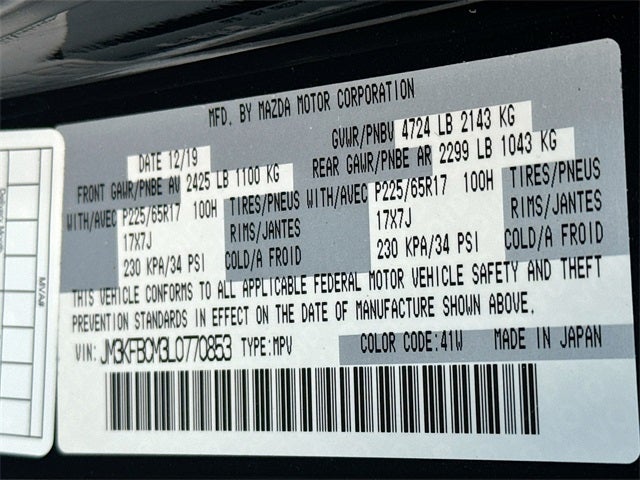 MFD. BY MAZDA MOTOR CORPORATION
DATE 12/19
GVWR/PNBV 4724 LB 2143 KG
FRONT GAWR/PNBE AV 2425 LB 1100 KG
REAR GAWR/PNBE AR 2299 LB 1043 KG
WITH/AVEC P225/65R17 100H TIRES/PNEUS
17X7J RIMS/JANTES
230 KPA/34 PSI COLD/A FROID
WITH/AVEC P225/65R17 100H TIRES/PNEUS
17X7J RIMS/JANTES
230 KPA/34 PSI COLD/A FROID
THIS VEHICLE CONFORMS TO ALL APPLICABLE FEDERAL MOTOR VEHICLE SAFETY AND THEFT
PREVENTION STANDARDS IN EFFECT ON THE DATE OF MANUFACTURE SHOWN ABOVE.
VIN: JM3KFBCM3L0770853 TYPE:MPV
COLOR CODE:41W MADE IN JAPAN